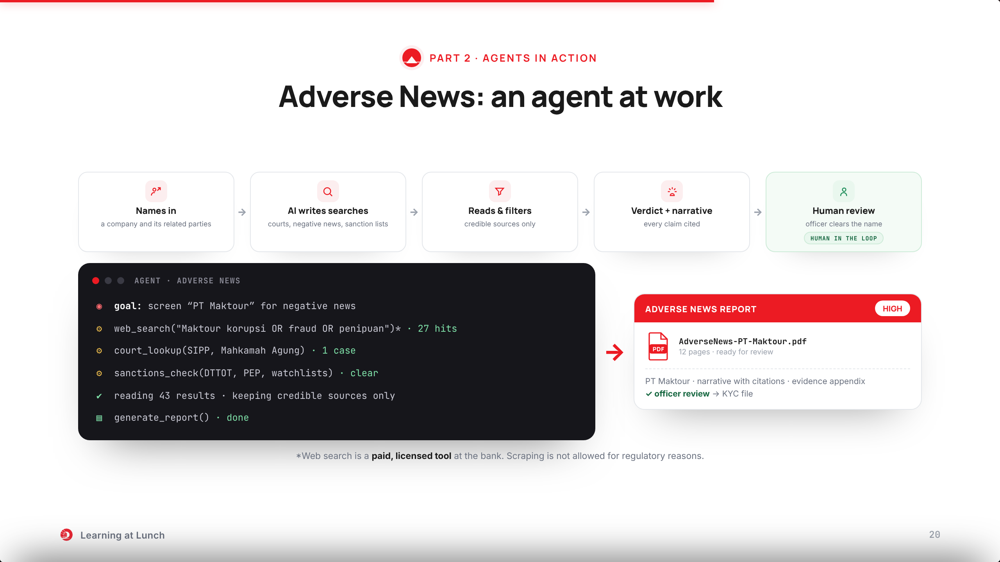 PART 2 · AGENTS IN ACTION
Adverse News: an agent at work
Names in
a company and its related parties
→
AI writes searches
courts, negative news, sanction lists
→
Reads & filters
credible sources only
→
Verdict + narrative
every claim cited
→
Human review
officer clears the name
HUMAN IN THE LOOP
AGENT · ADVERSE NEWS
◉ goal: screen “PT Maktour” for negative news
⚙ web_search("Maktour korupsi OR fraud OR penipuan")* · 27 hits
⚙ court_lookup(SIPP, Mahkamah Agung) · 1 case
⚙ sanctions_check(DTTOT, PEP, watchlists) · clear
✔ reading 43 results · keeping credible sources only
▤ generate_report() · done
→
ADVERSE NEWS REPORT
HIGH
PDF
AdverseNews-PT-Maktour.pdf
12 pages · ready for review
PT Maktour · narrative with citations · evidence appendix
✓ officer review → KYC file
*Web search is a paid, licensed tool at the bank. Scraping is not allowed for regulatory reasons.
Learning at Lunch
20